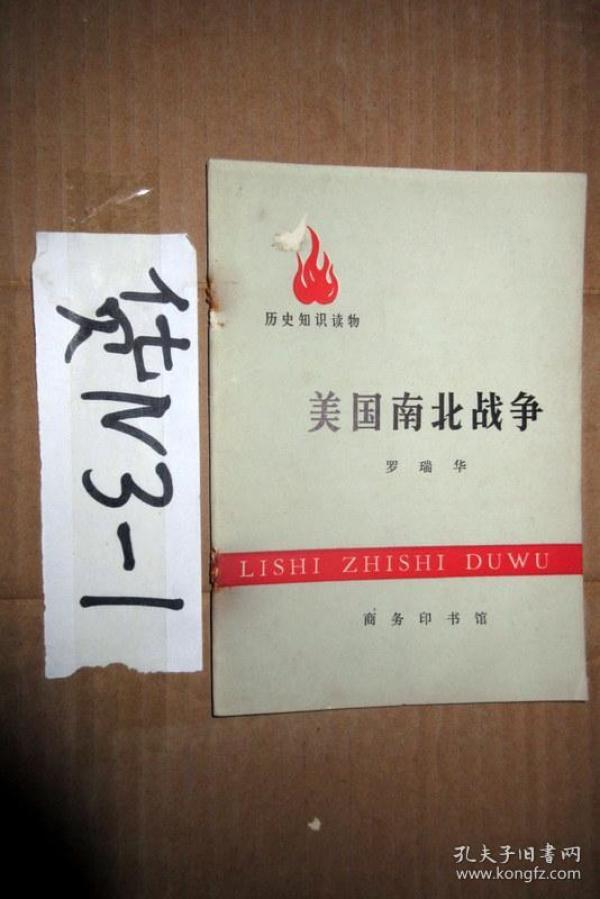 货N3-1
历史知识读物
美国南北战争
罗瑞华
LISHI ZHISHI DUWU
商务印书馆
孔夫子旧书网
www.kongfz.com